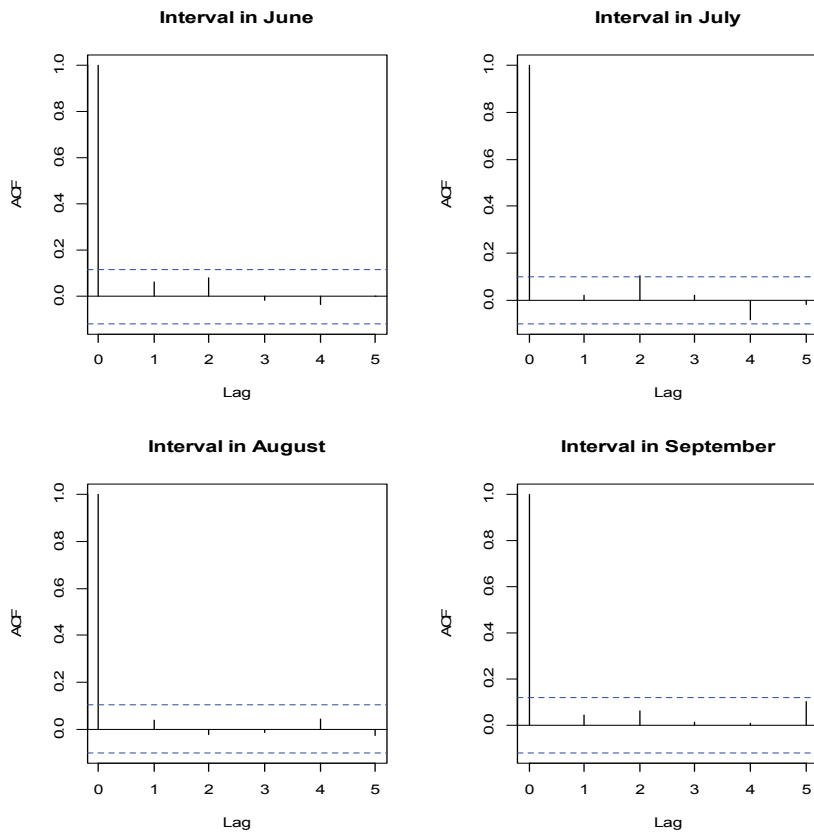 Interval in June
1.0
0.8
0.6
0.4
0.2
0.0
ACF
0 1 2 3 4 5
Lag
Interval in July
1.0
0.8
0.6
0.4
0.2
0.0
ACF
0 1 2 3 4 5
Lag
Interval in August
1.0
0.8
0.6
0.4
0.2
0.0
ACF
0 1 2 3 4 5
Lag
Interval in September
1.0
0.8
0.6
0.4
0.2
0.0
ACF
0 1 2 3 4 5
Lag